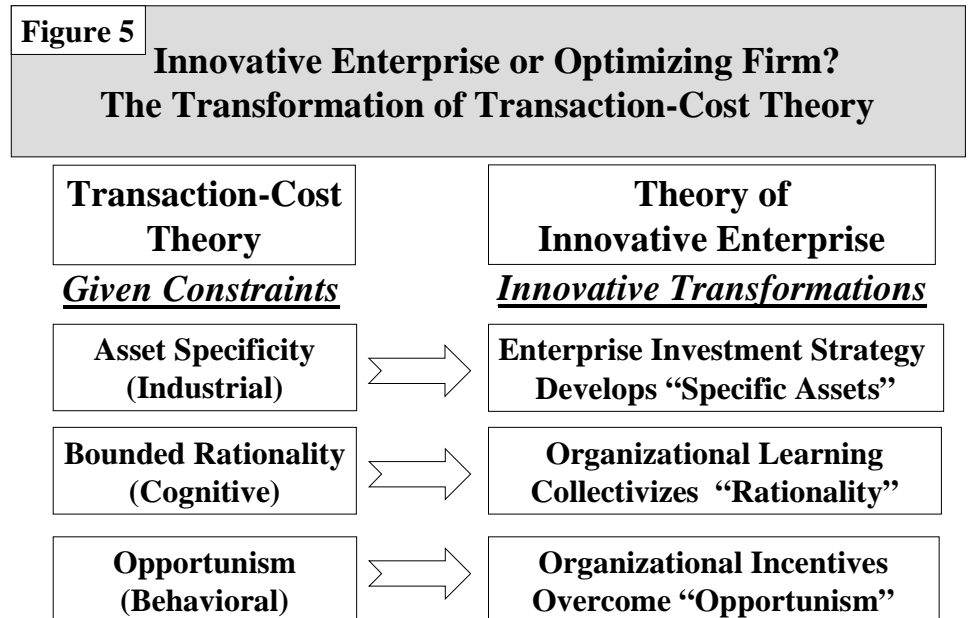 Figure 5
Innovative Enterprise or Optimizing Firm?
The Transformation of Transaction-Cost Theory
Transaction-Cost
Theory
Theory of
Innovative Enterprise
Given Constraints
Innovative Transformations
Asset Specificity
(Industrial)
Enterprise Investment Strategy
Develops “Specific Assets”
Bounded Rationality
(Cognitive)
Organizational Learning
Collectivizes “Rationality”
Opportunism
(Behavioral)
Organizational Incentives
Overcome “Opportunism”